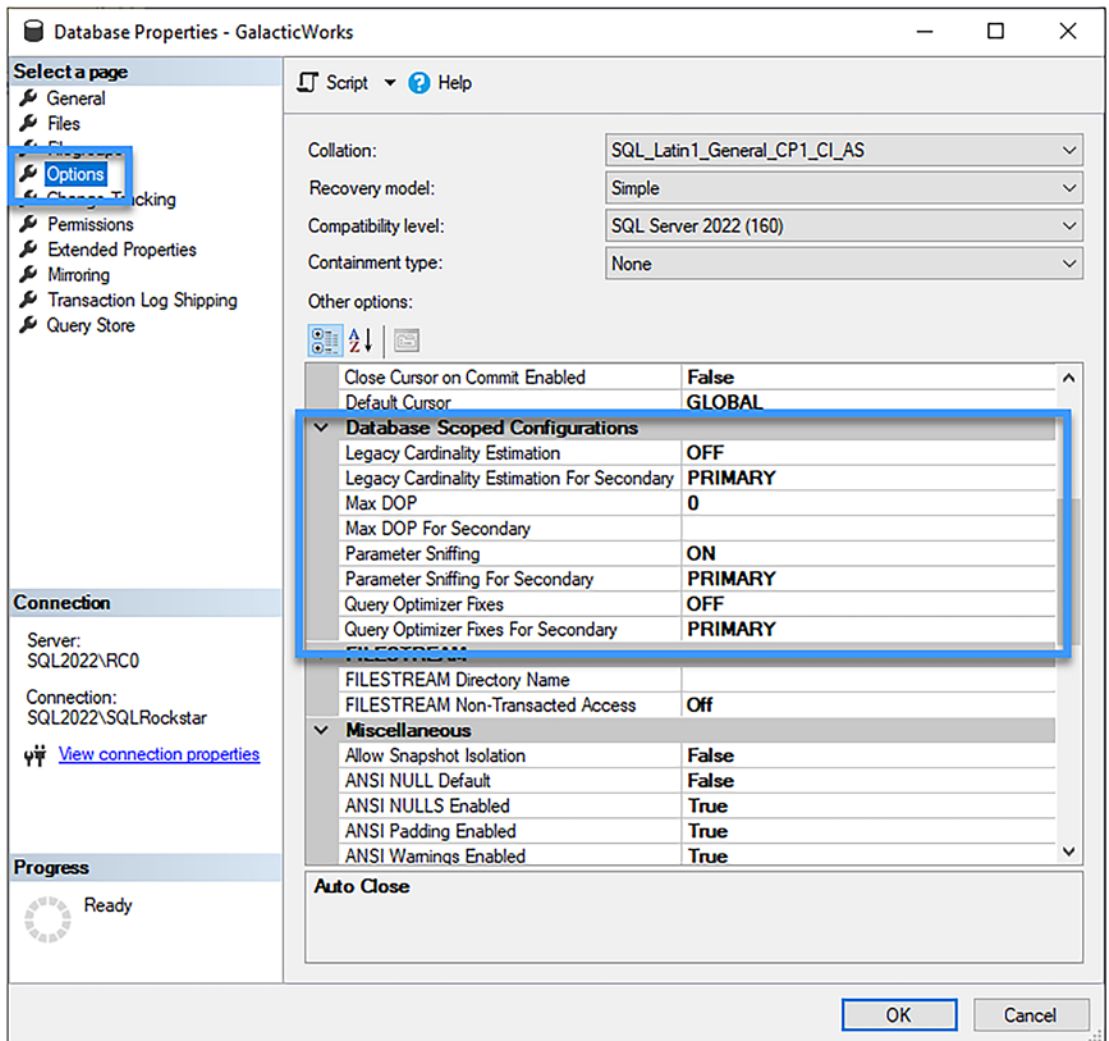 Database Properties - GalacticWorks
Select a page
General
Files
Options
Change Tracking
Permissions
Extended Properties
Mirroring
Transaction Log Shipping
Query Store
Script
Help
Collation: SQL_Latin1_General_CP1_CI_AS
Recovery model: Simple
Compatibility level: SQL Server 2022 (160)
Containment type: None
Other options:
Close Cursor on Commit Enabled False
Default Cursor GLOBAL
Database Scoped Configurations
Legacy Cardinality Estimation OFF
Legacy Cardinality Estimation For Secondary PRIMARY
Max DOP 0
Max DOP For Secondary
Parameter Sniffing ON
Parameter Sniffing For Secondary PRIMARY
Query Optimizer Fixes OFF
Query Optimizer Fixes For Secondary PRIMARY
FILESTREAM
FILESTREAM Directory Name
FILESTREAM Non-Transacted Access Off
Miscellaneous
Allow Snapshot Isolation False
ANSI NULL Default False
ANSI NULLS Enabled True
ANSI Padding Enabled True
ANSI Warnings Enabled True
Auto Close
Connection
Server:
SQL2022\RC0
Connection:
SQL2022\SQLRockstar
View connection properties
Progress
Ready
OK
Cancel